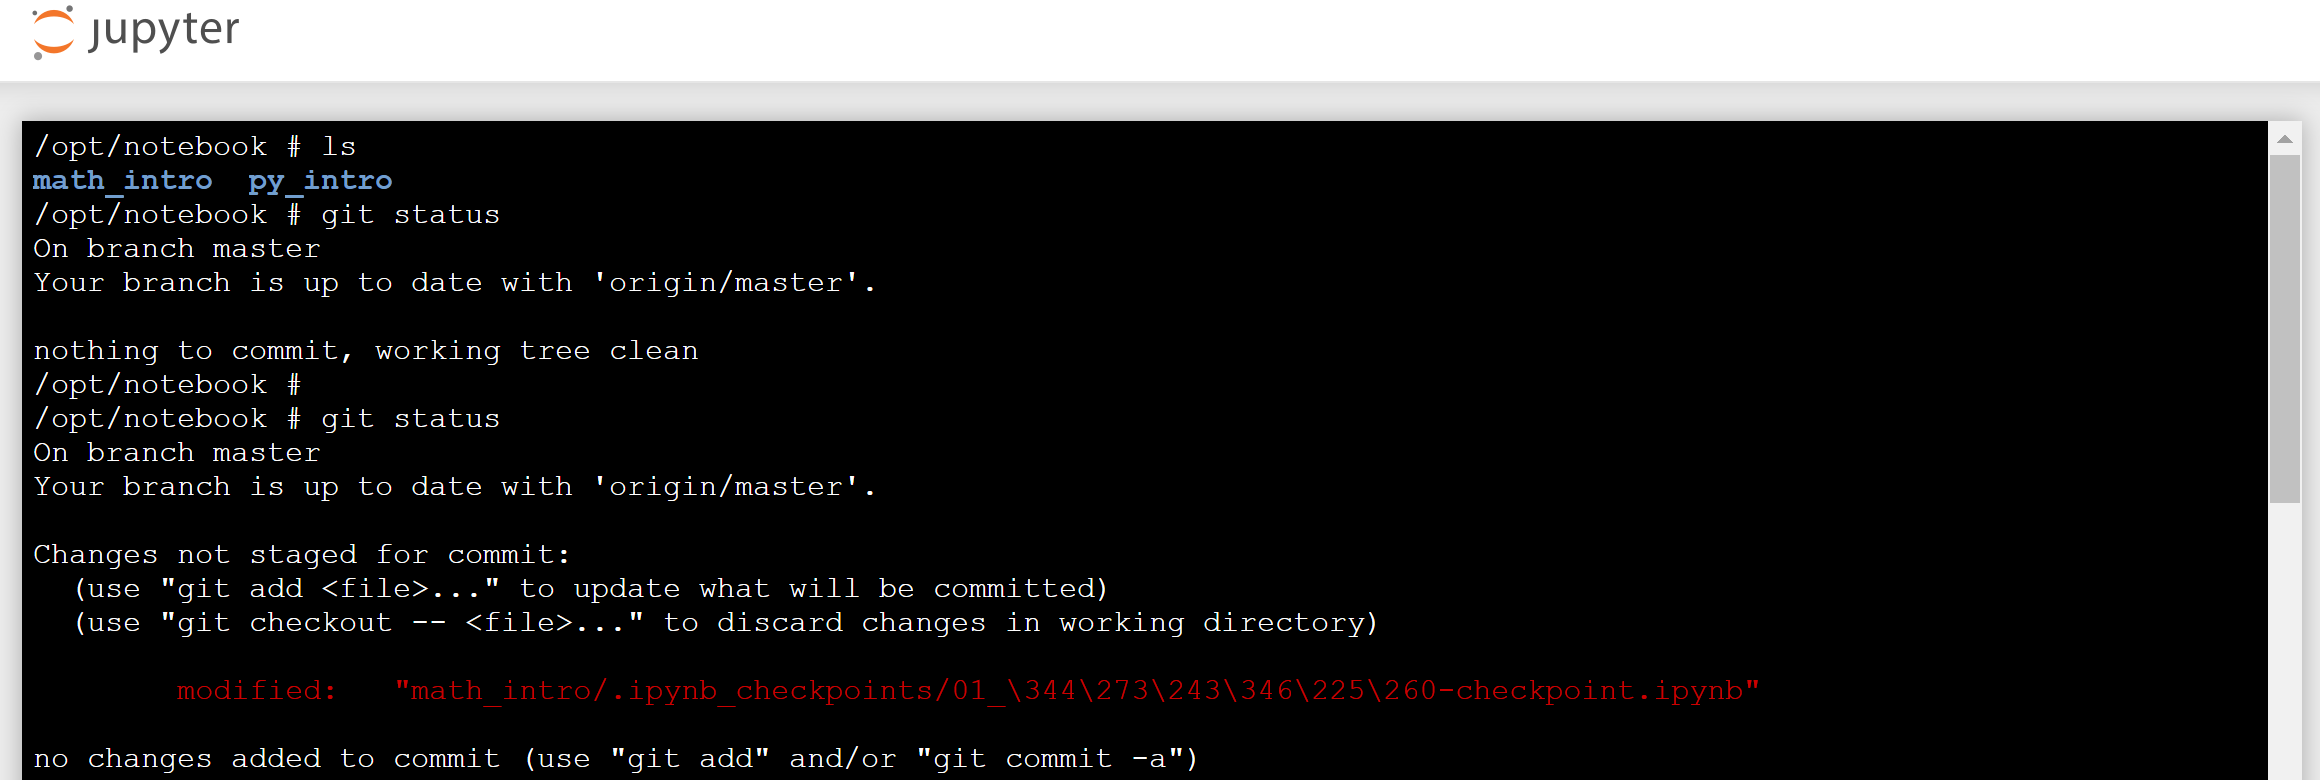 jupyter
/opt/notebook # ls
math_intro  py_intro
/opt/notebook # git status
On branch master
Your branch is up to date with 'origin/master'.
nothing to commit, working tree clean
/opt/notebook #
/opt/notebook # git status
On branch master
Your branch is up to date with 'origin/master'.
Changes not staged for commit:
  (use "git add <file>..." to update what will be committed)
  (use "git checkout -- <file>..." to discard changes in working directory)
        modified:   "math_intro/.ipynb_checkpoints/01_\344\273\243\346\225\260-checkpoint.ipynb"
no changes added to commit (use "git add" and/or "git commit -a")